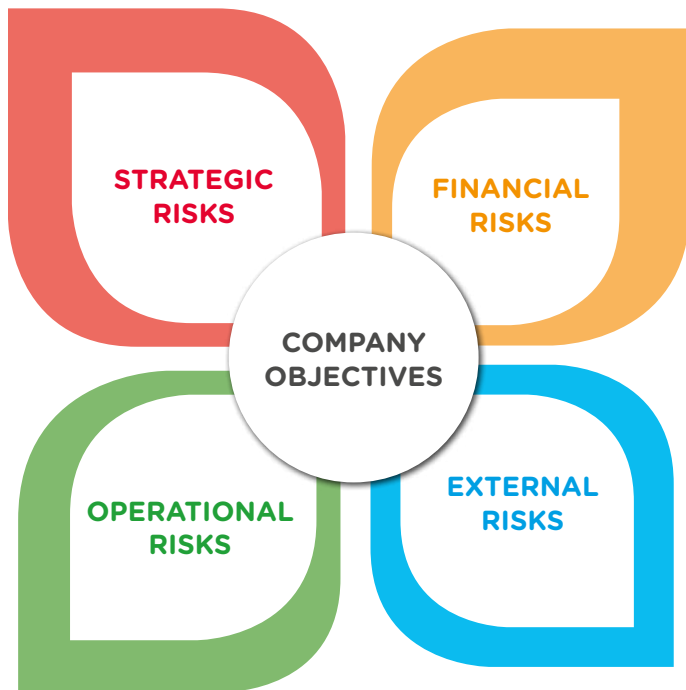 STRATEGIC
RISKS
FINANCIAL
RISKS
COMPANY
OBJECTIVES
OPERATIONAL
RISKS
EXTERNAL
RISKS